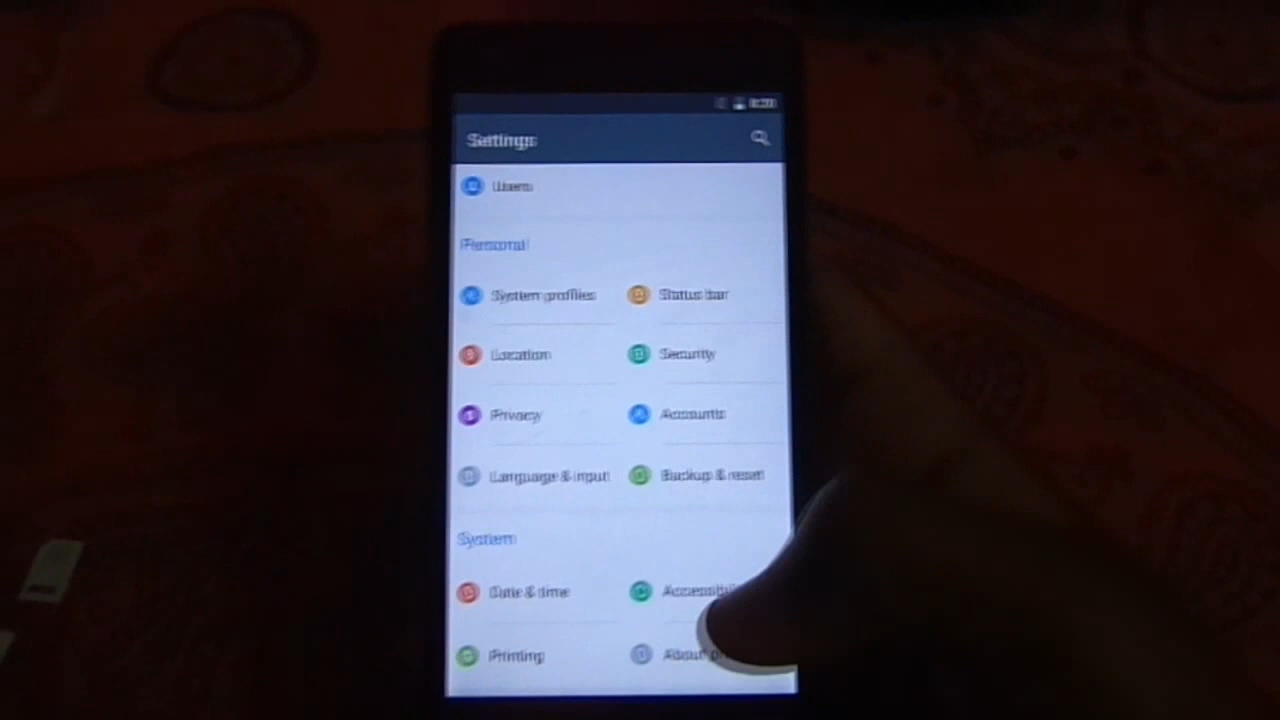 Settings
Users
Personal
System profiles Status bar
Location Security
Privacy Accounts
Language & input Backup & reset
System
Date & time
Printing About